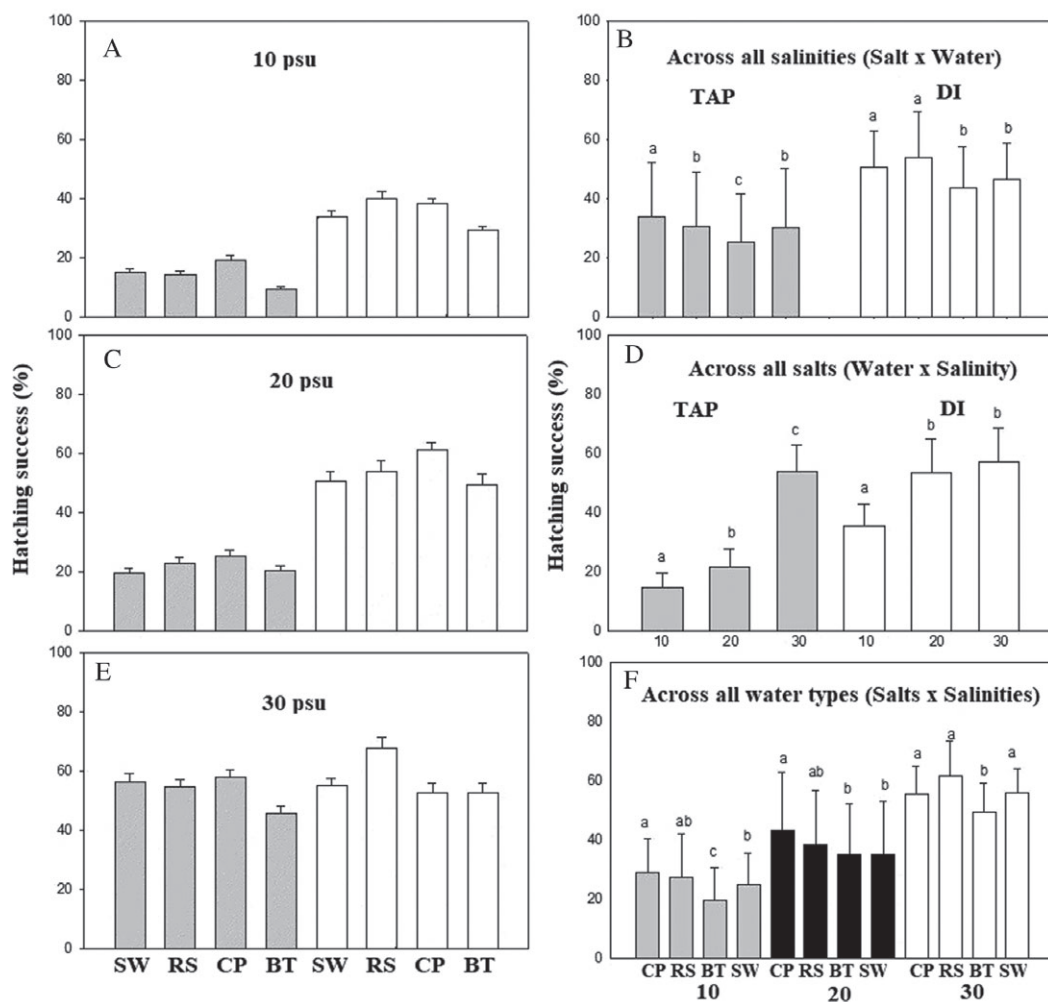 A
10 psu
100
80
60
40
20
0
B
Across all salinities (Salt x Water)
TAP
DI
a
b
c
b
a
a
b
b
100
80
60
40
20
0
C
20 psu
100
80
60
40
20
0
D
Across all salts (Water x Salinity)
TAP
DI
a
b
c
a
b
b
100
80
60
40
20
0
10
20
30
10
20
30
Hatching success (%)
Hatching success (%)
E
30 psu
100
80
60
40
20
0
SW
RS
CP
BT
SW
RS
CP
BT
F
Across all water types (Salts x Salinities)
a
ab
c
b
a
ab
b
b
a
a
b
a
100
80
60
40
20
0
CP RS BT SW
CP RS BT SW
CP RS BT SW
10
20
30